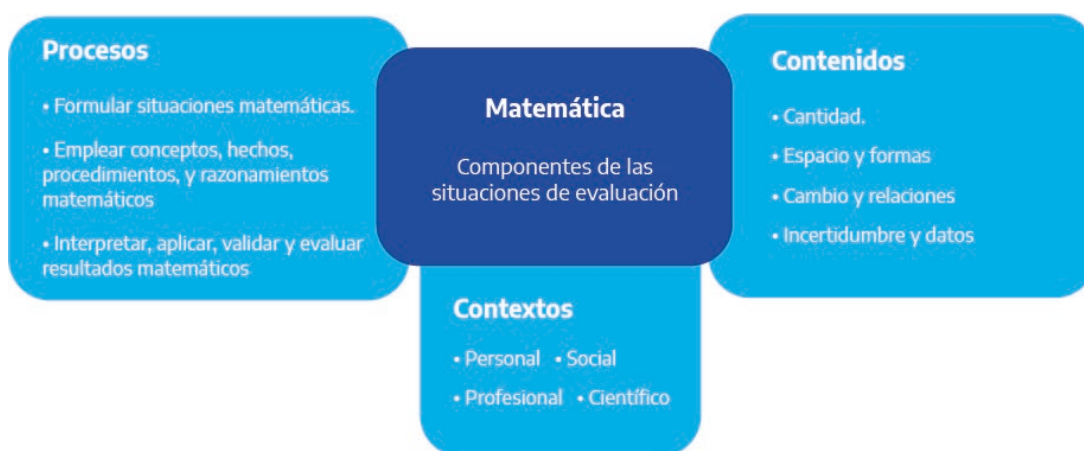 Procesos
• Formular situaciones matemáticas.
• Emplear conceptos, hechos,
procedimientos, y razonamientos
matemáticos
• Interpretar, aplicar, validar y evaluar
resultados matemáticos
Matemática
Componentes de las
situaciones de evaluación
Contenidos
• Cantidad.
• Espacio y formas
• Cambio y relaciones
• Incertidumbre y datos
Contextos
• Personal • Social
• Profesional • Científico